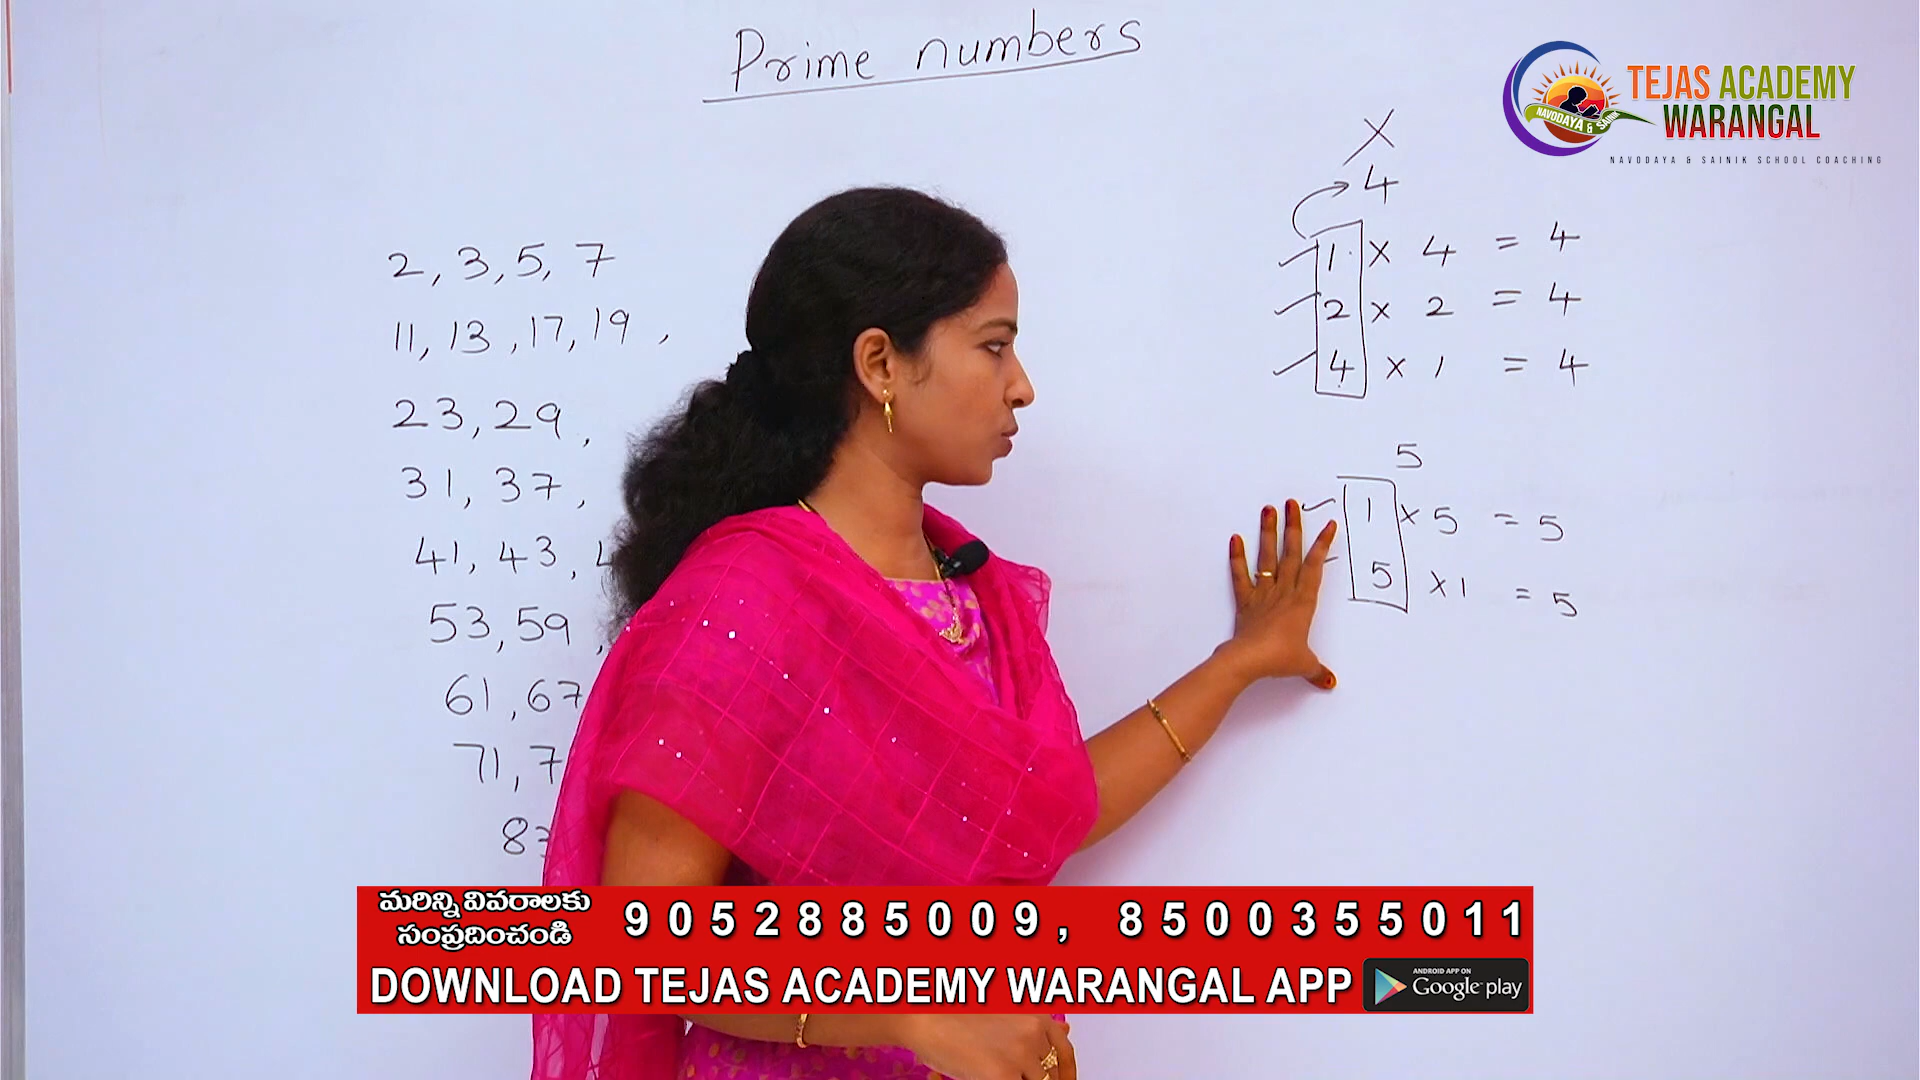 Prime numbers
TEJAS ACADEMY
WARANGAL
NAVODAYA & SAINIK
NAVODAYA & SAINIK SCHOOL COACHING
2, 3, 5, 7
11, 13, 17, 19,
23, 29,
31, 37,
41, 43,
53, 59,
61, 67
71, 7
8
X
4
1 × 4 = 4
2 × 2 = 4
4 × 1 = 4
5
1 × 5 = 5
5 × 1 = 5
మరిన్ని వివరాలకు
సంప్రదించండి
9052885009, 8500355011
DOWNLOAD TEJAS ACADEMY WARANGAL APP
ANDROID APP ON
Google play